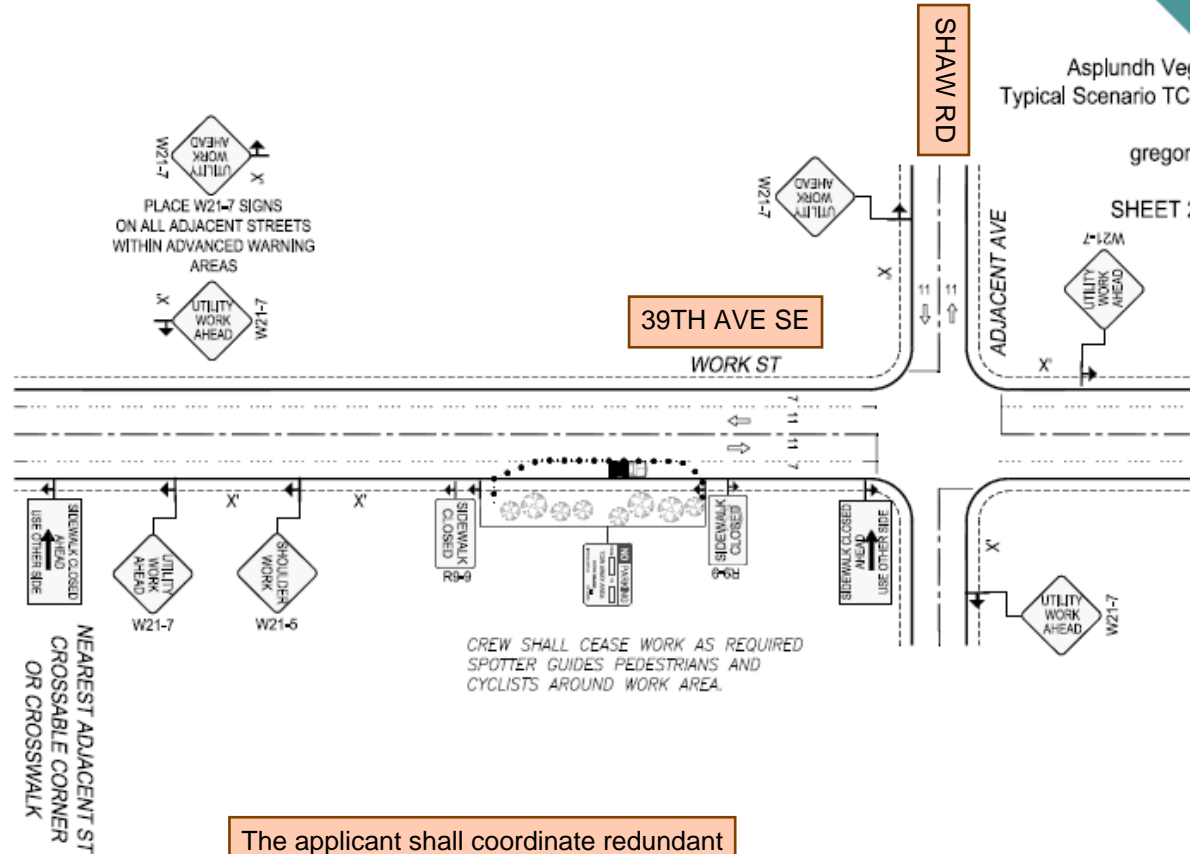 SHAW RD
Asplundh Veg
Typical Scenario TC
gregor
SHEET 2
W21-7
UTILITY
WORK
AHEAD
X'
PLACE W21-7 SIGNS
ON ALL ADJACENT STREETS
WITHIN ADVANCED WARNING
AREAS
X'
UTILITY
WORK
AHEAD
W21-7
W21-7
UTILITY
WORK
AHEAD
X'
11 11
ADJACENT AVE
W21-7
UTILITY
WORK
AHEAD
X'
39TH AVE SE
WORK ST
7
11
11
7
SIDEWALK CLOSED
AHEAD
USE OTHER SIDE
UTILITY
WORK
AHEAD
W21-7
X'
SHOULDER
WORK
W21-5
X'
SIDEWALK
CLOSED
R9-9
NO PARKING
SIDEWALK
CLOSED
R9-9
SIDEWALK CLOSED
AHEAD
USE OTHER SIDE
X'
UTILITY
WORK
AHEAD
W21-7
CREW SHALL CEASE WORK AS REQUIRED
SPOTTER GUIDES PEDESTRIANS AND
CYCLISTS AROUND WORK AREA.
NEAREST ADJACENT ST
CROSSABLE CORNER
OR CROSSWALK
The applicant shall coordinate redundant